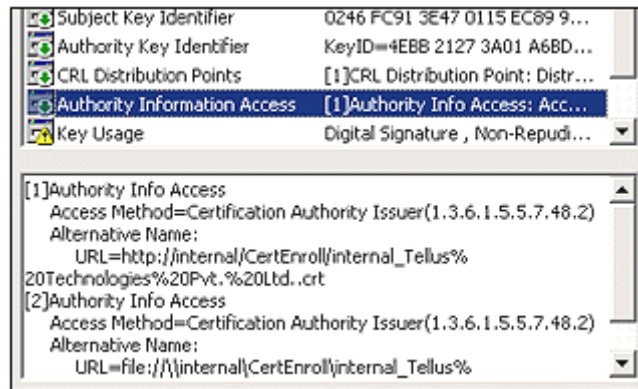 Subject Key Identifier 0246 FC91 3E47 0115 EC89 9...
Authority Key Identifier KeyID=4EBB 2127 3A01 A6BD...
CRL Distribution Points [1]CRL Distribution Point: Distr...
Authority Information Access [1]Authority Info Access: Acc...
Key Usage Digital Signature , Non-Repudi...
[1]Authority Info Access
Access Method=Certification Authority Issuer(1.3.6.1.5.5.7.48.2)
Alternative Name:
URL=http://internal/CertEnroll/internal_Tellus%
20Technologies%20Pvt.%20Ltd..crt
[2]Authority Info Access
Access Method=Certification Authority Issuer(1.3.6.1.5.5.7.48.2)
Alternative Name:
URL=file://\\internal\CertEnroll\internal_Tellus%